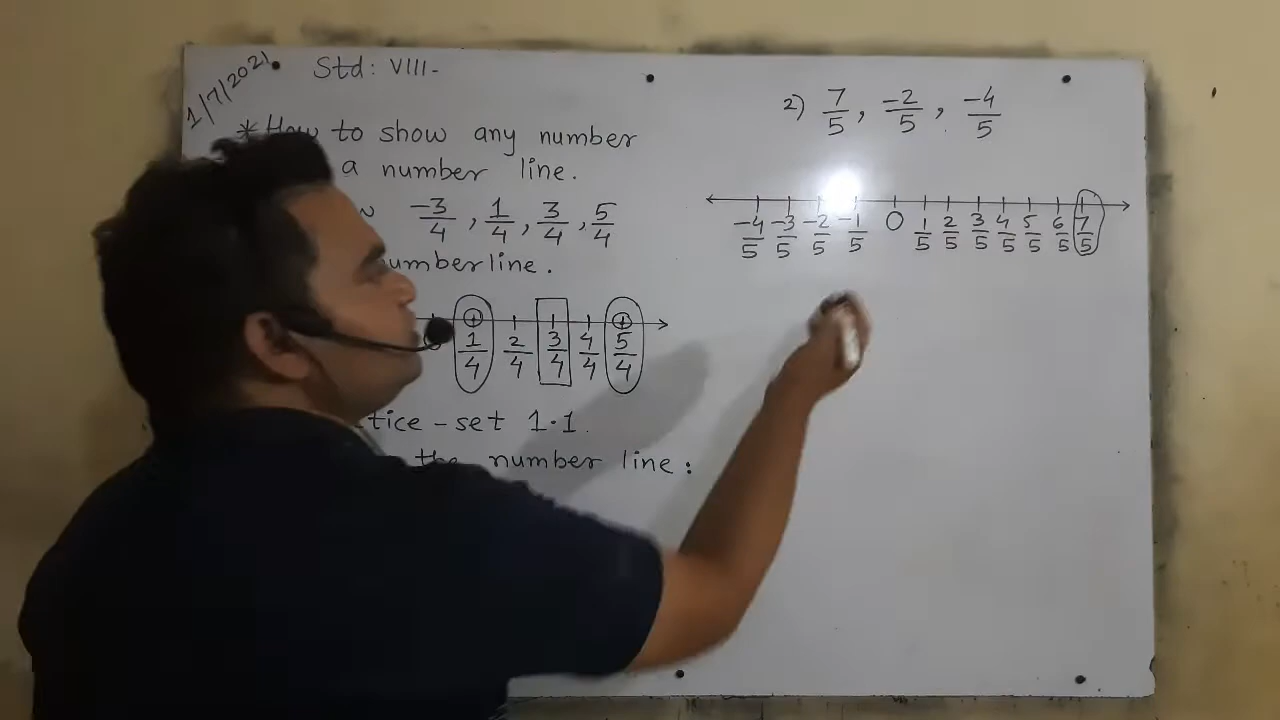 1/7/2021
Std: VIII-
*How to show any number
a number line.
-3/4, 1/4, 3/4, 5/4
umberline.
1/4 2/4 3/4 4/4 5/4
tice-set 1.1.
the number line:
2) 7/5, -2/5, -4/5
-4/5 -3/5 -2/5 -1/5 0 1/5 2/5 3/5 4/5 5/5 6/5 7/5